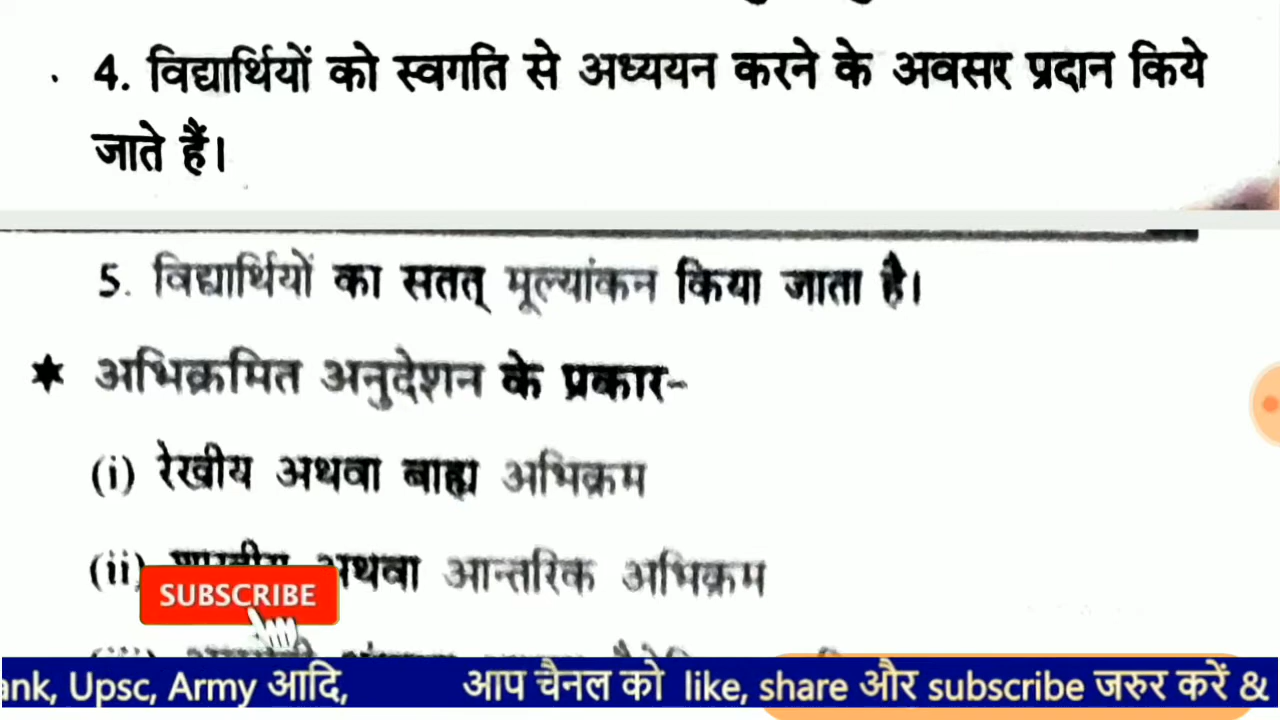 4. विद्यार्थियों को स्वगति से अध्ययन करने के अवसर प्रदान किये
जाते हैं।
5. विद्यार्थियों का सतत् मूल्यांकन किया जाता है।
★ अभिक्रमित अनुदेशन के प्रकार-
(i) रेखीय अथवा बाह्य अभिक्रम
(ii) अथवा आन्तरिक अभिक्रम
SUBSCRIBE
ank, Upsc, Army आदि, आप चैनल को like, share और subscribe जरुर करें &